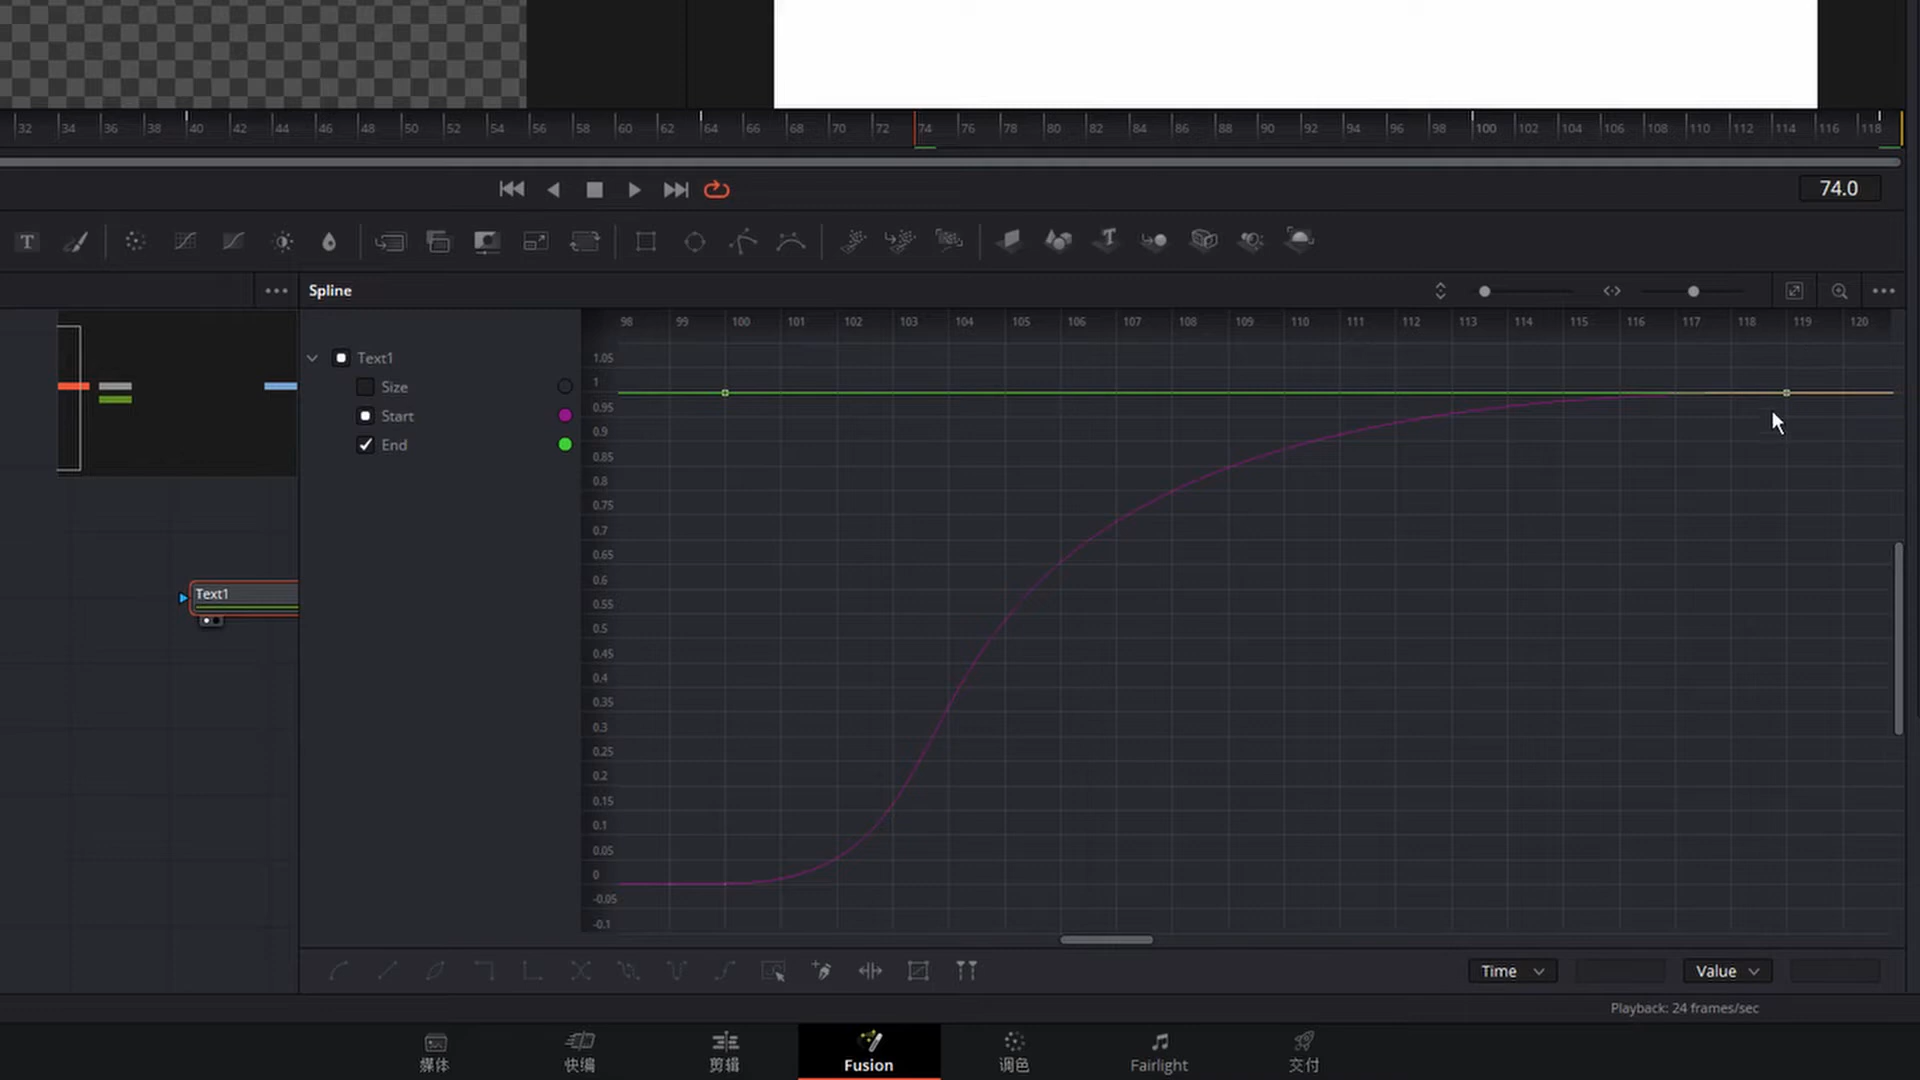 32 34 36 38 40 42 44 46 48 50 52 54 56 58 60 62 64 66 68 70 72 74 76 78 80 82 84 86 88 90 92 94 96 98 100 102 104 106 108 110 112 114 116 118
74.0
T
Spline
98 99 100 101 102 103 104 105 106 107 108 109 110 111 112 113 114 115 116 117 118 119 120
Text1
Size
Start
End
1.05
1
0.95
0.9
0.85
0.8
0.75
0.7
0.65
0.6
0.55
0.5
0.45
0.4
0.35
0.3
0.25
0.2
0.15
0.1
0.05
0
-0.05
-0.1
Text1
Time Value
Playback: 24 frames/sec
媒体 快编 剪辑 Fusion 调色 Fairlight 交付